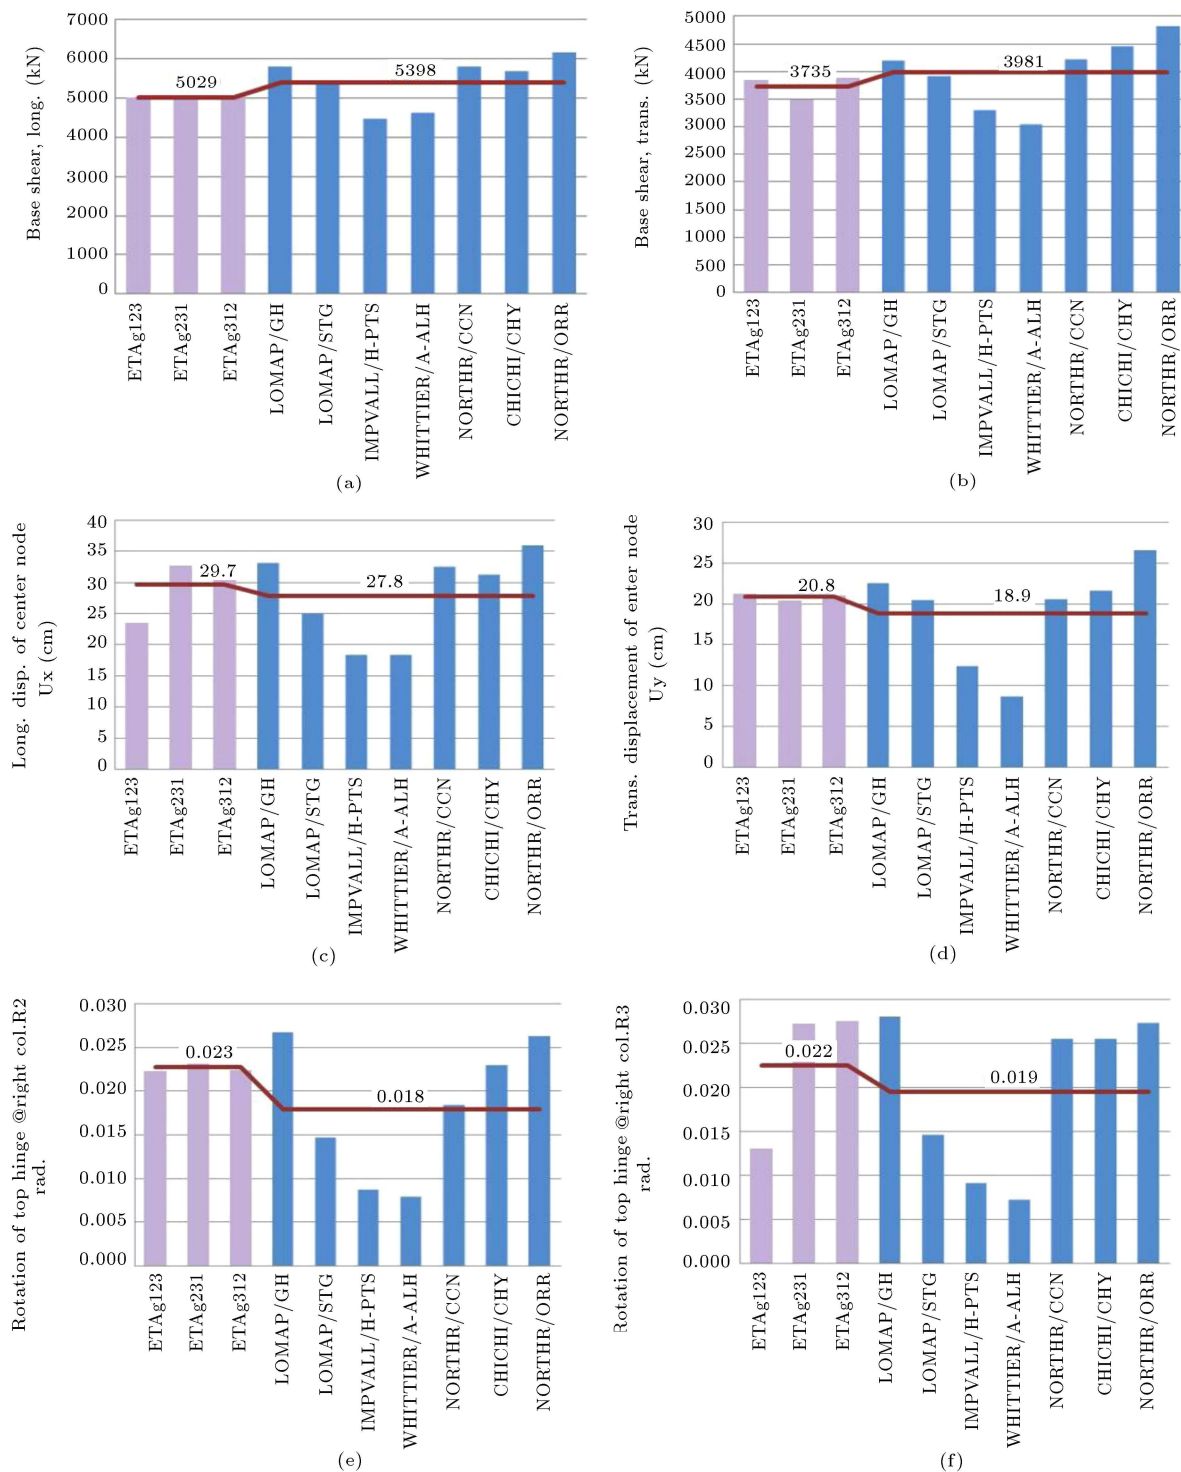 Base shear, long. (kN)
7000
6000
5000
4000
3000
2000
1000
0
5029
5398
ETAg123
ETAg231
ETAg312
LOMAP/GH
LOMAP/STG
IMPVALL/H-PTS
WHITTIER/A-ALH
NORTHR/CCN
CHICHI/CHY
NORTHR/ORR
(a)
Base shear, trans. (kN)
5000
4500
4000
3500
3000
2500
2000
1500
1000
500
0
3735
3981
ETAg123
ETAg231
ETAg312
LOMAP/GH
LOMAP/STG
IMPVALL/H-PTS
WHITTIER/A-ALH
NORTHR/CCN
CHICHI/CHY
NORTHR/ORR
(b)
Long. disp. of center node
Ux (cm)
40
35
30
25
20
15
10
5
0
29.7
27.8
ETAg123
ETAg231
ETAg312
LOMAP/GH
LOMAP/STG
IMPVALL/H-PTS
WHITTIER/A-ALH
NORTHR/CCN
CHICHI/CHY
NORTHR/ORR
(c)
Trans. displacement of enter node
Uy (cm)
30
25
20
15
10
5
0
20.8
18.9
ETAg123
ETAg231
ETAg312
LOMAP/GH
LOMAP/STG
IMPVALL/H-PTS
WHITTIER/A-ALH
NORTHR/CCN
CHICHI/CHY
NORTHR/ORR
(d)
Rotation of top hinge @right col.R2
rad.
0.030
0.025
0.020
0.015
0.010
0.005
0.000
0.023
0.018
ETAg123
ETAg231
ETAg312
LOMAP/GH
LOMAP/STG
IMPVALL/H-PTS
WHITTIER/A-ALH
NORTHR/CCN
CHICHI/CHY
NORTHR/ORR
(e)
Rotation of top hinge @right col.R3
rad.
0.030
0.025
0.020
0.015
0.010
0.005
0.000
0.022
0.019
ETAg123
ETAg231
ETAg312
LOMAP/GH
LOMAP/STG
IMPVALL/H-PTS
WHITTIER/A-ALH
NORTHR/CCN
CHICHI/CHY
NORTHR/ORR
(f)